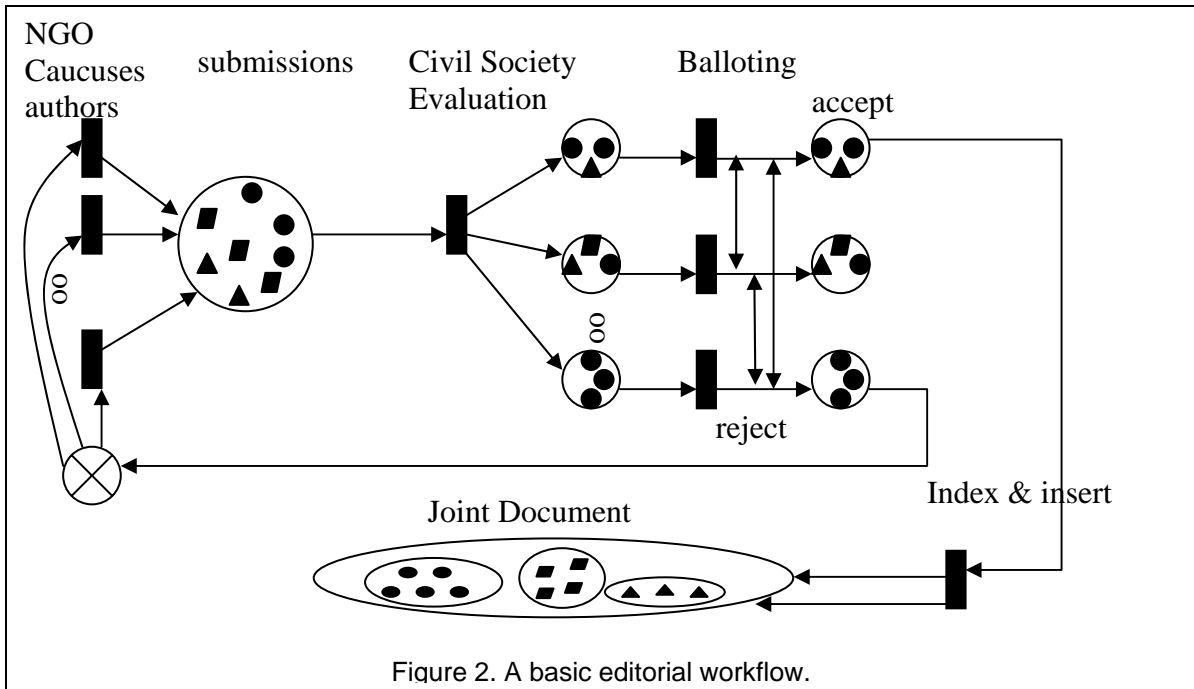 NGO
Caucuses
authors
submissions
Civil Society
Evaluation
Balloting
accept
oo
oo
reject
Index & insert
Joint Document
Figure 2. A basic editorial workflow.